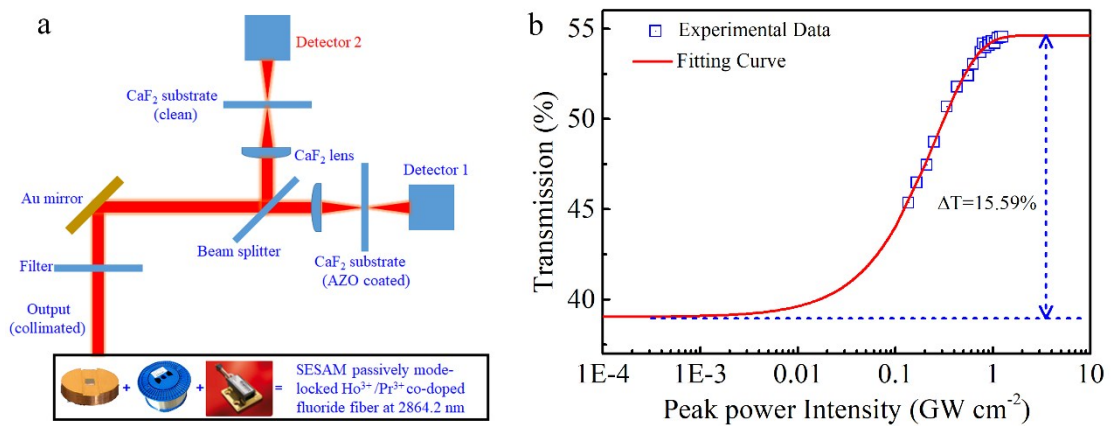 a
Detector 2
CaF₂ substrate
(clean)
CaF₂ lens
Detector 1
Au mirror
Beam splitter
CaF₂ substrate
(AZO coated)
Filter
Output
(collimated)
+ + =
SESAM passively mode-
locked Ho³⁺/Pr³⁺ co-doped
fluoride fiber at 2864.2 nm
b
Experimental Data
Fitting Curve
ΔT=15.59%
Transmission (%)
55
50
45
40
1E-4 1E-3 0.01 0.1 1 10
Peak power Intensity (GW cm⁻²)